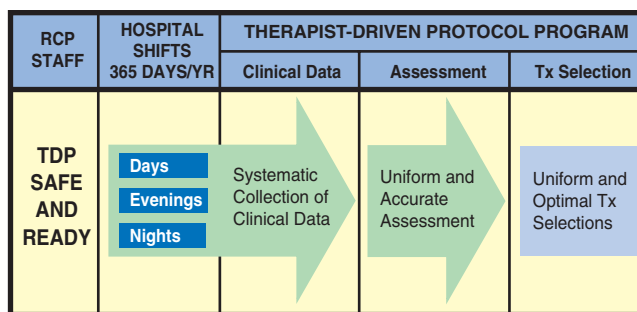 RCP
STAFF
HOSPITAL
SHIFTS
365 DAYS/YR
THERAPIST-DRIVEN PROTOCOL PROGRAM
Clinical Data
Assessment
Tx Selection
TDP
SAFE
AND
READY
Days
Evenings
Nights
Systematic
Collection of
Clinical Data
Uniform and
Accurate
Assessment
Uniform and
Optimal Tx
Selections